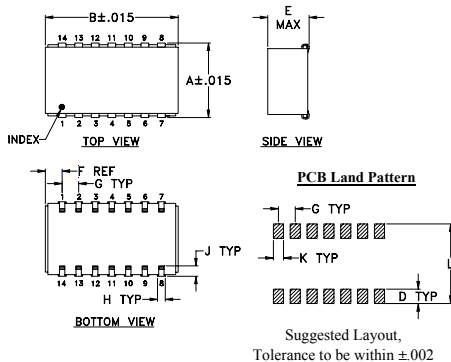 B±.015
E
MAX
14 13 12 11 10 9 8
A±.015
INDEX
1 2 3 4 5 6 7
TOP VIEW
SIDE VIEW
F REF
G TYP
PCB Land Pattern
1 2 3 4 5 6 7
G TYP
J TYP
K TYP
L
14 13 12 11 10 9 8
D TYP
H TYP
BOTTOM VIEW
Suggested Layout,
Tolerance to be within ±.002